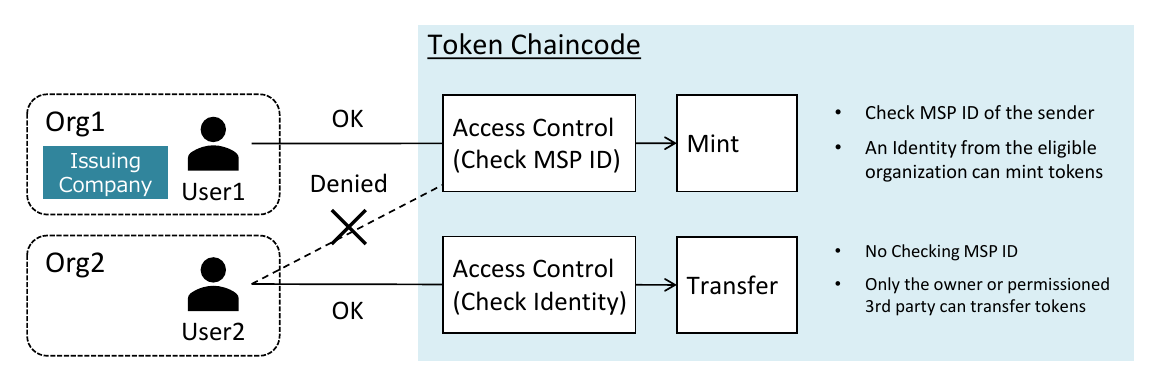 Token Chaincode
Org1
Issuing
Company
User1
OK
Access Control
(Check MSP ID)
Mint
• Check MSP ID of the sender
• An Identity from the eligible
organization can mint tokens
Denied
Org2
User2
OK
Access Control
(Check Identity)
Transfer
• No Checking MSP ID
• Only the owner or permissioned
3rd party can transfer tokens